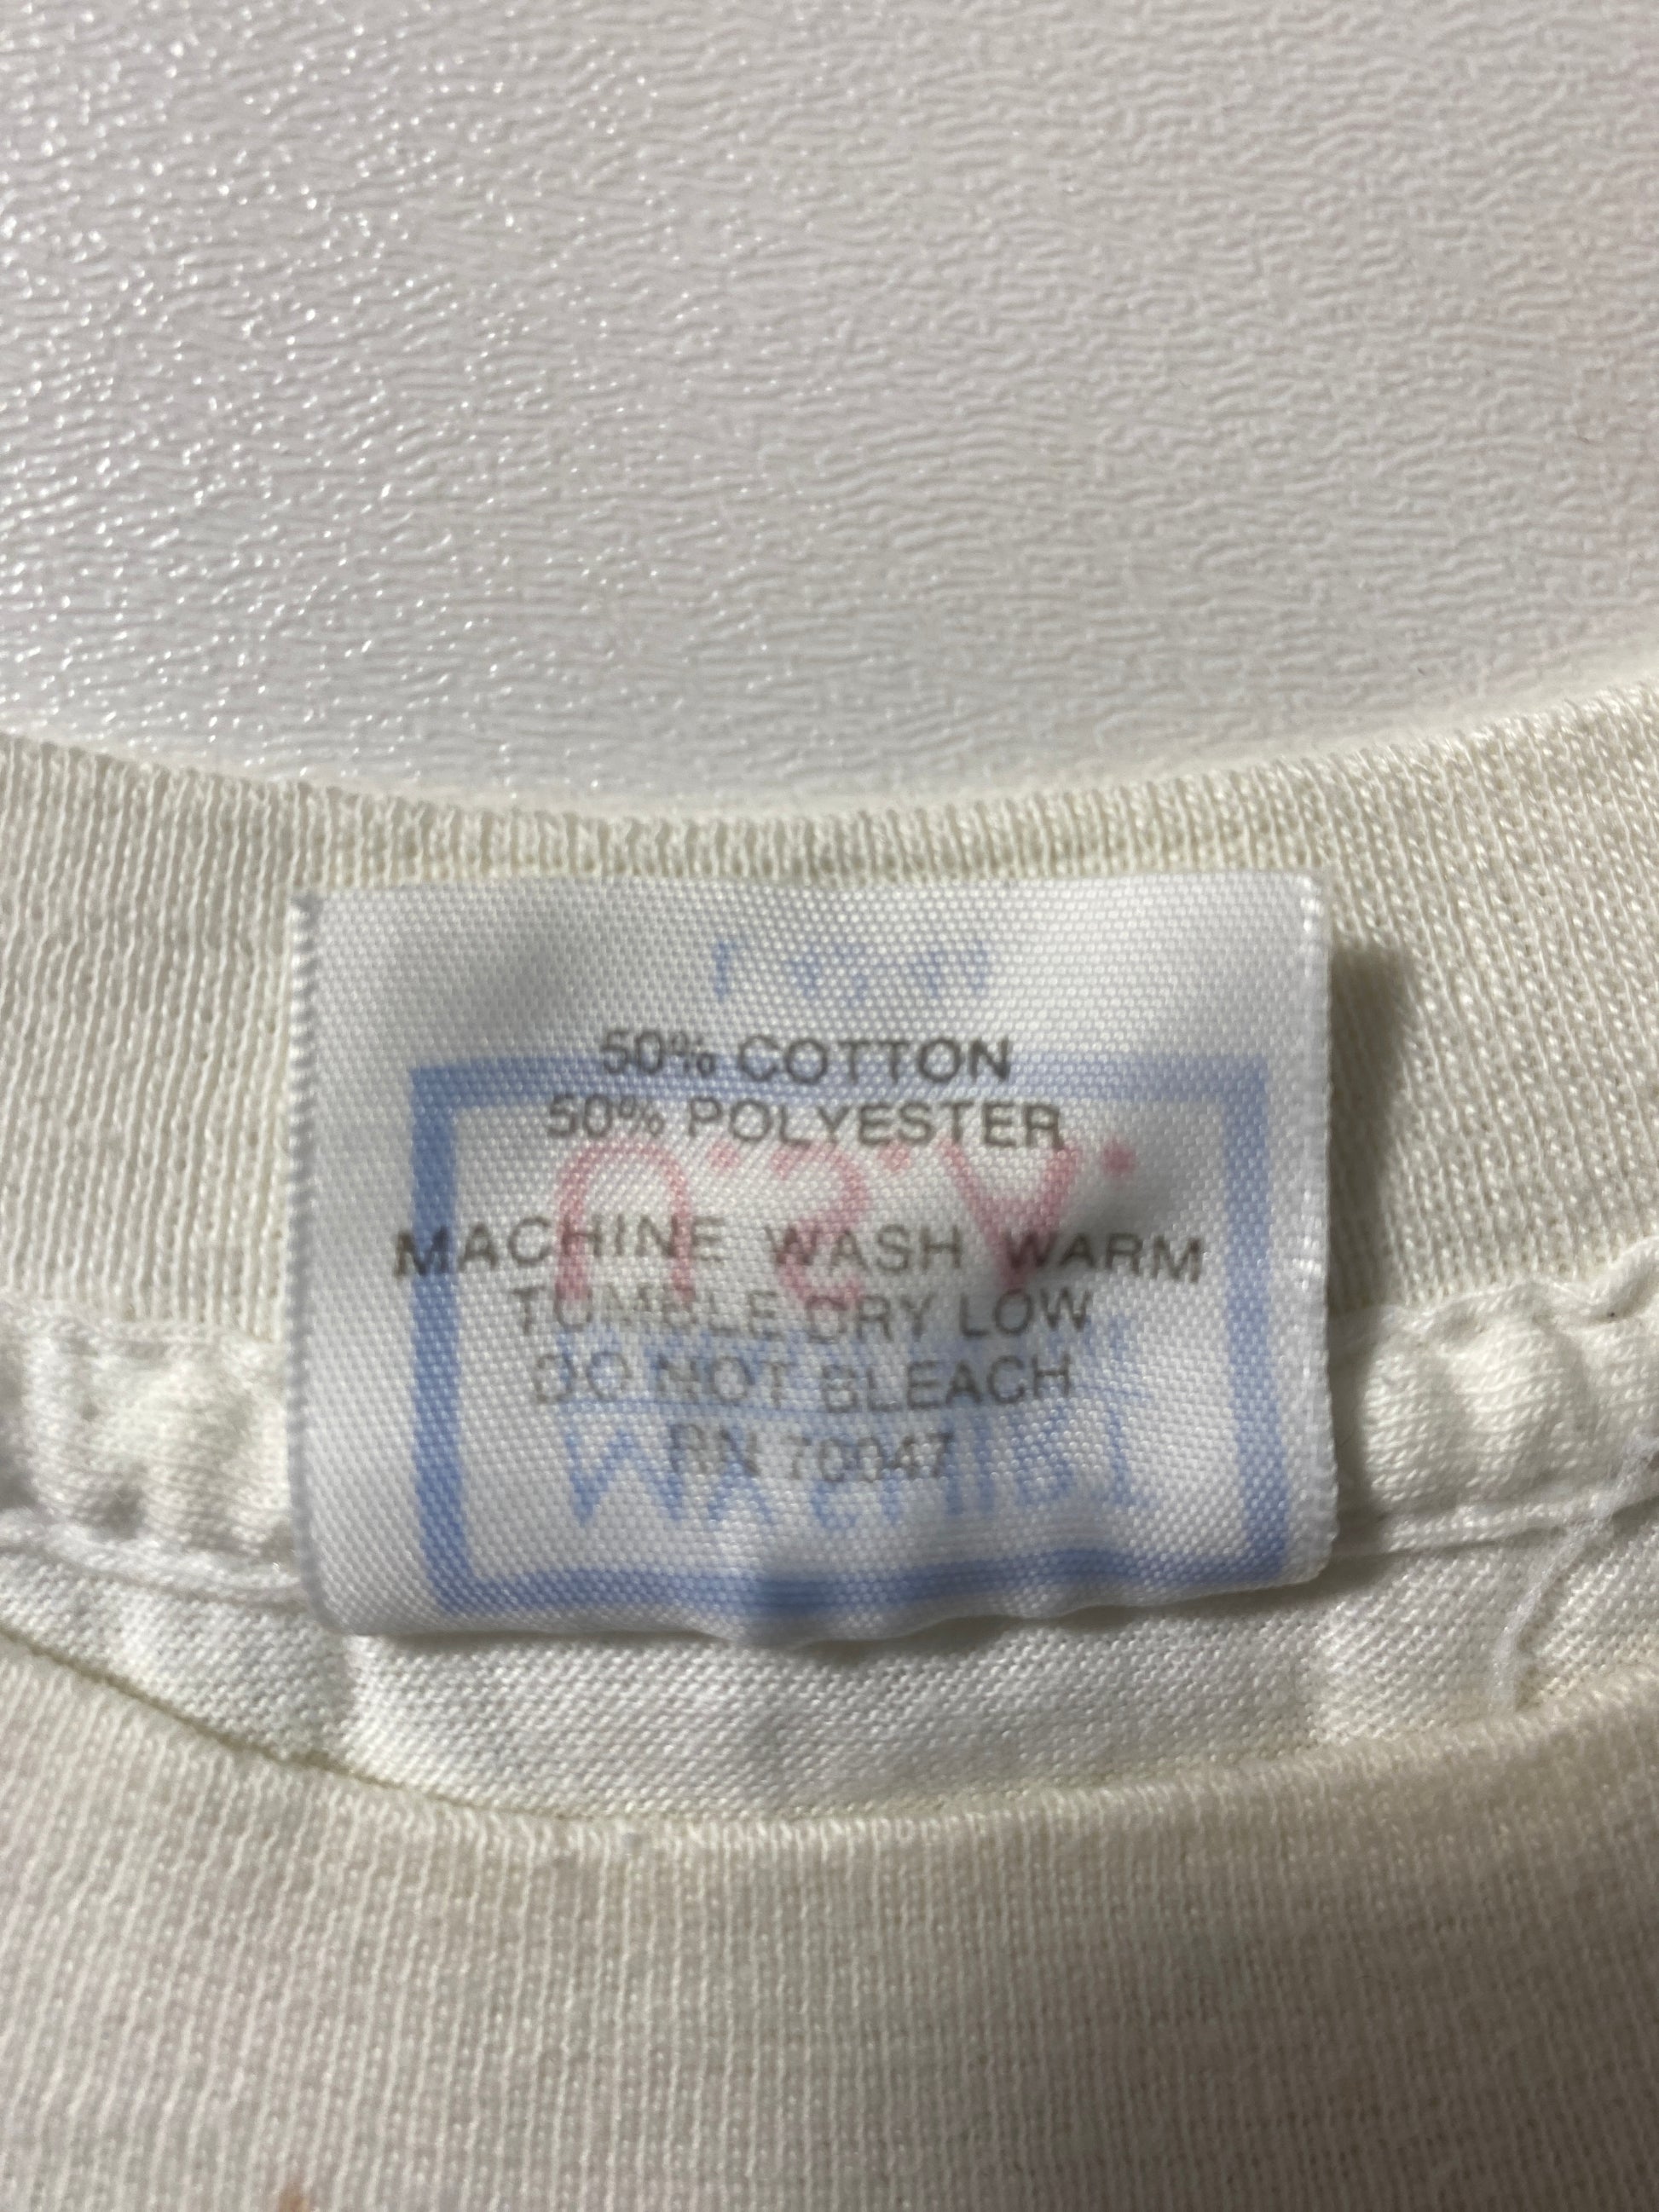 50% COTTON
50% POLYESTER
MACHINE WASH WARM
TUMBLE DRY LOW
DO NOT BLEACH
RN 70047
U.S.A.